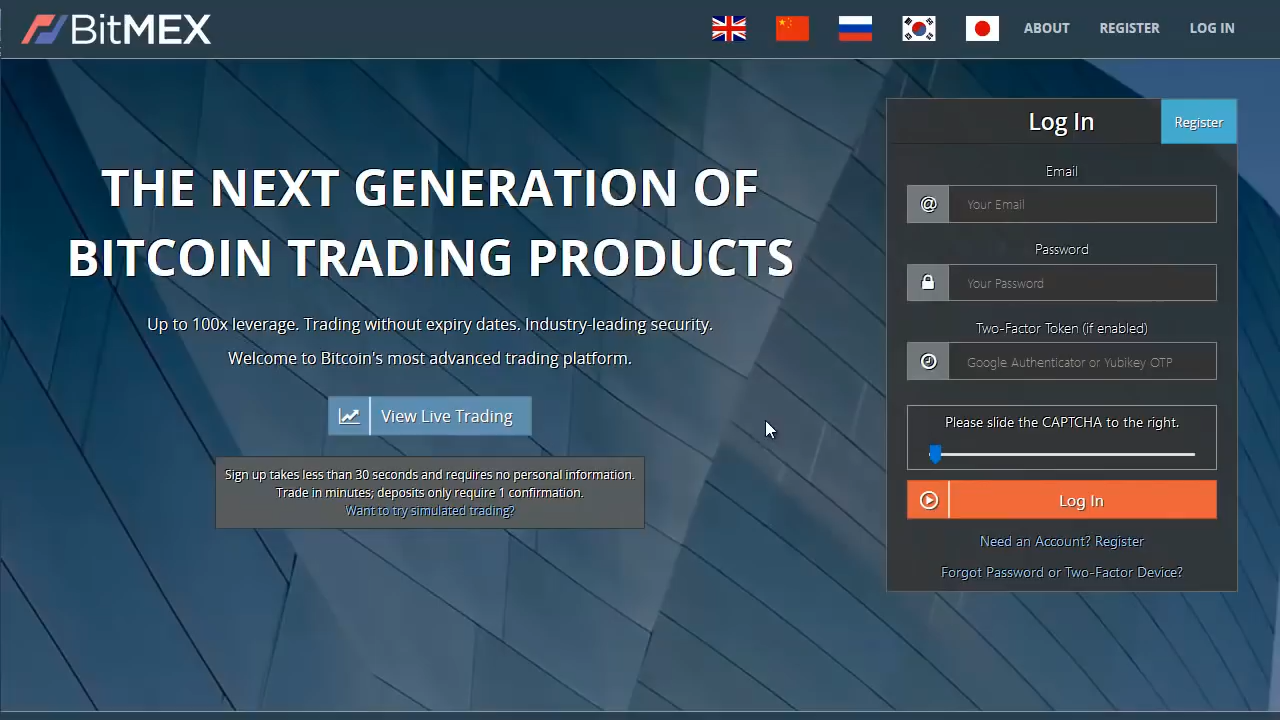 BitMEX
ABOUT
REGISTER
LOG IN
THE NEXT GENERATION OF
BITCOIN TRADING PRODUCTS
Up to 100x leverage. Trading without expiry dates. Industry-leading security.
Welcome to Bitcoin's most advanced trading platform.
View Live Trading
Sign up takes less than 30 seconds and requires no personal information.
Trade in minutes; deposits only require 1 confirmation.
Want to try simulated trading?
Log In
Register
Email
@ Your Email
Password
Your Password
Two-Factor Token (if enabled)
Google Authenticator or Yubikey OTP
Please slide the CAPTCHA to the right.
Log In
Need an Account? Register
Forgot Password or Two-Factor Device?